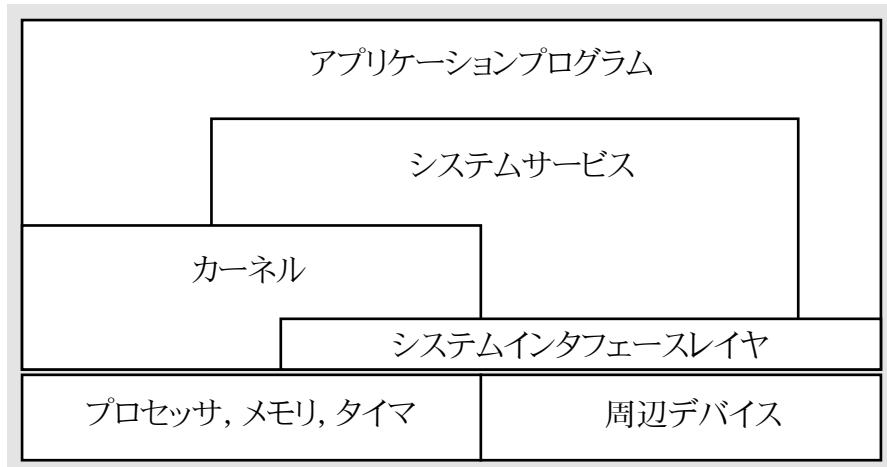 アプリケーションプログラム
システムサービス
カーネル
システムインタフェースレイヤ
プロセッサ, メモリ, タイマ
周辺デバイス